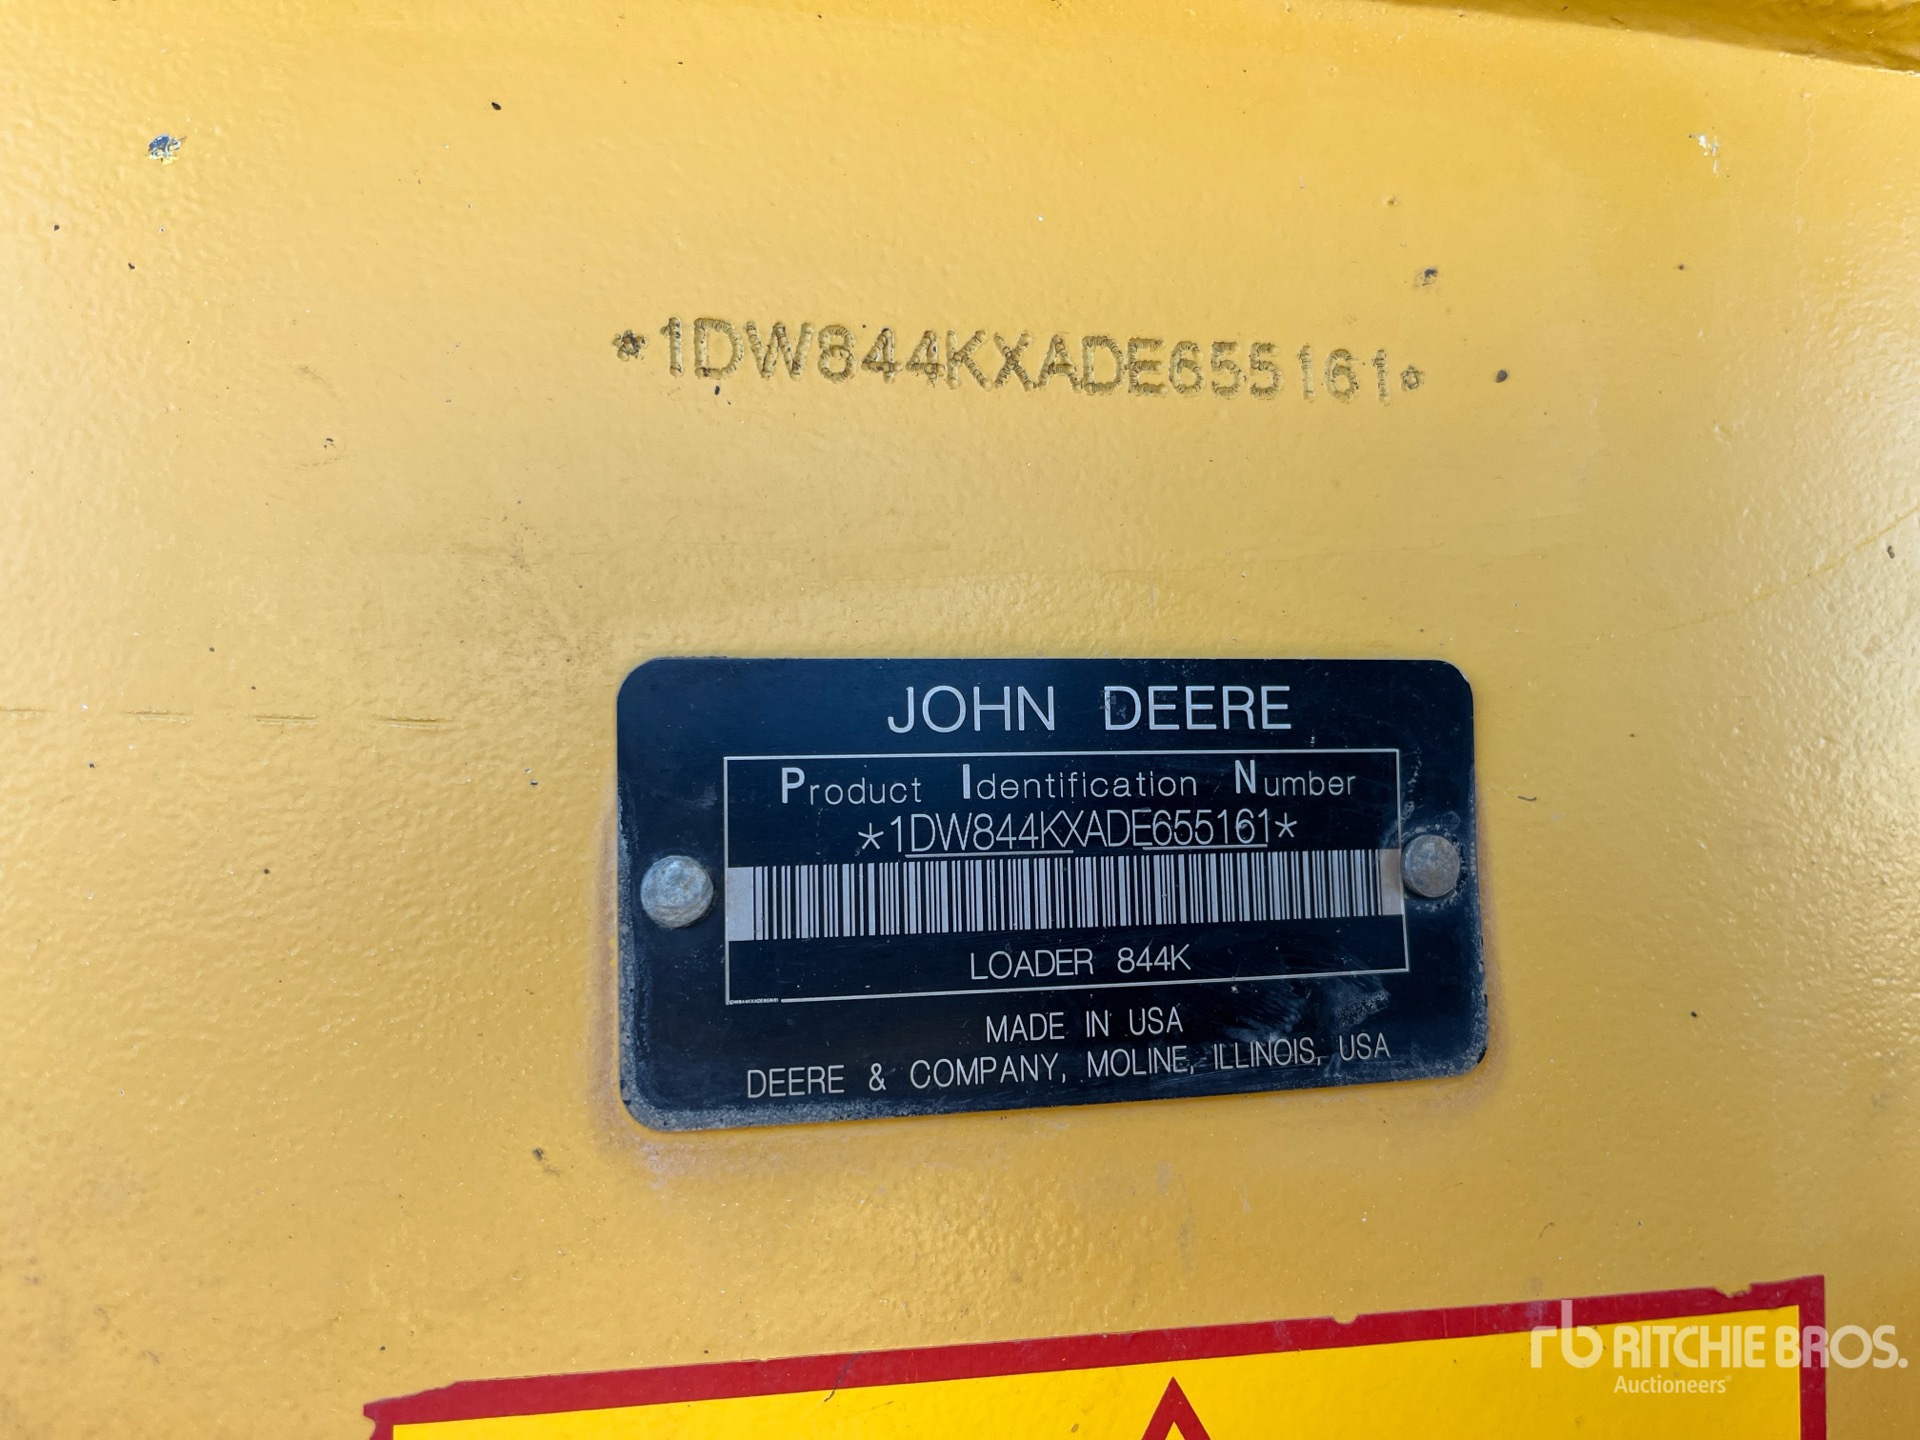 *1DW844KXADE655161*
JOHN DEERE
Product Identification Number
*1DW844KXADE655161*
LOADER 844K
MADE IN USA
DEERE & COMPANY, MOLINE, ILLINOIS, USA
rb RITCHIE BROS.
Auctioneers